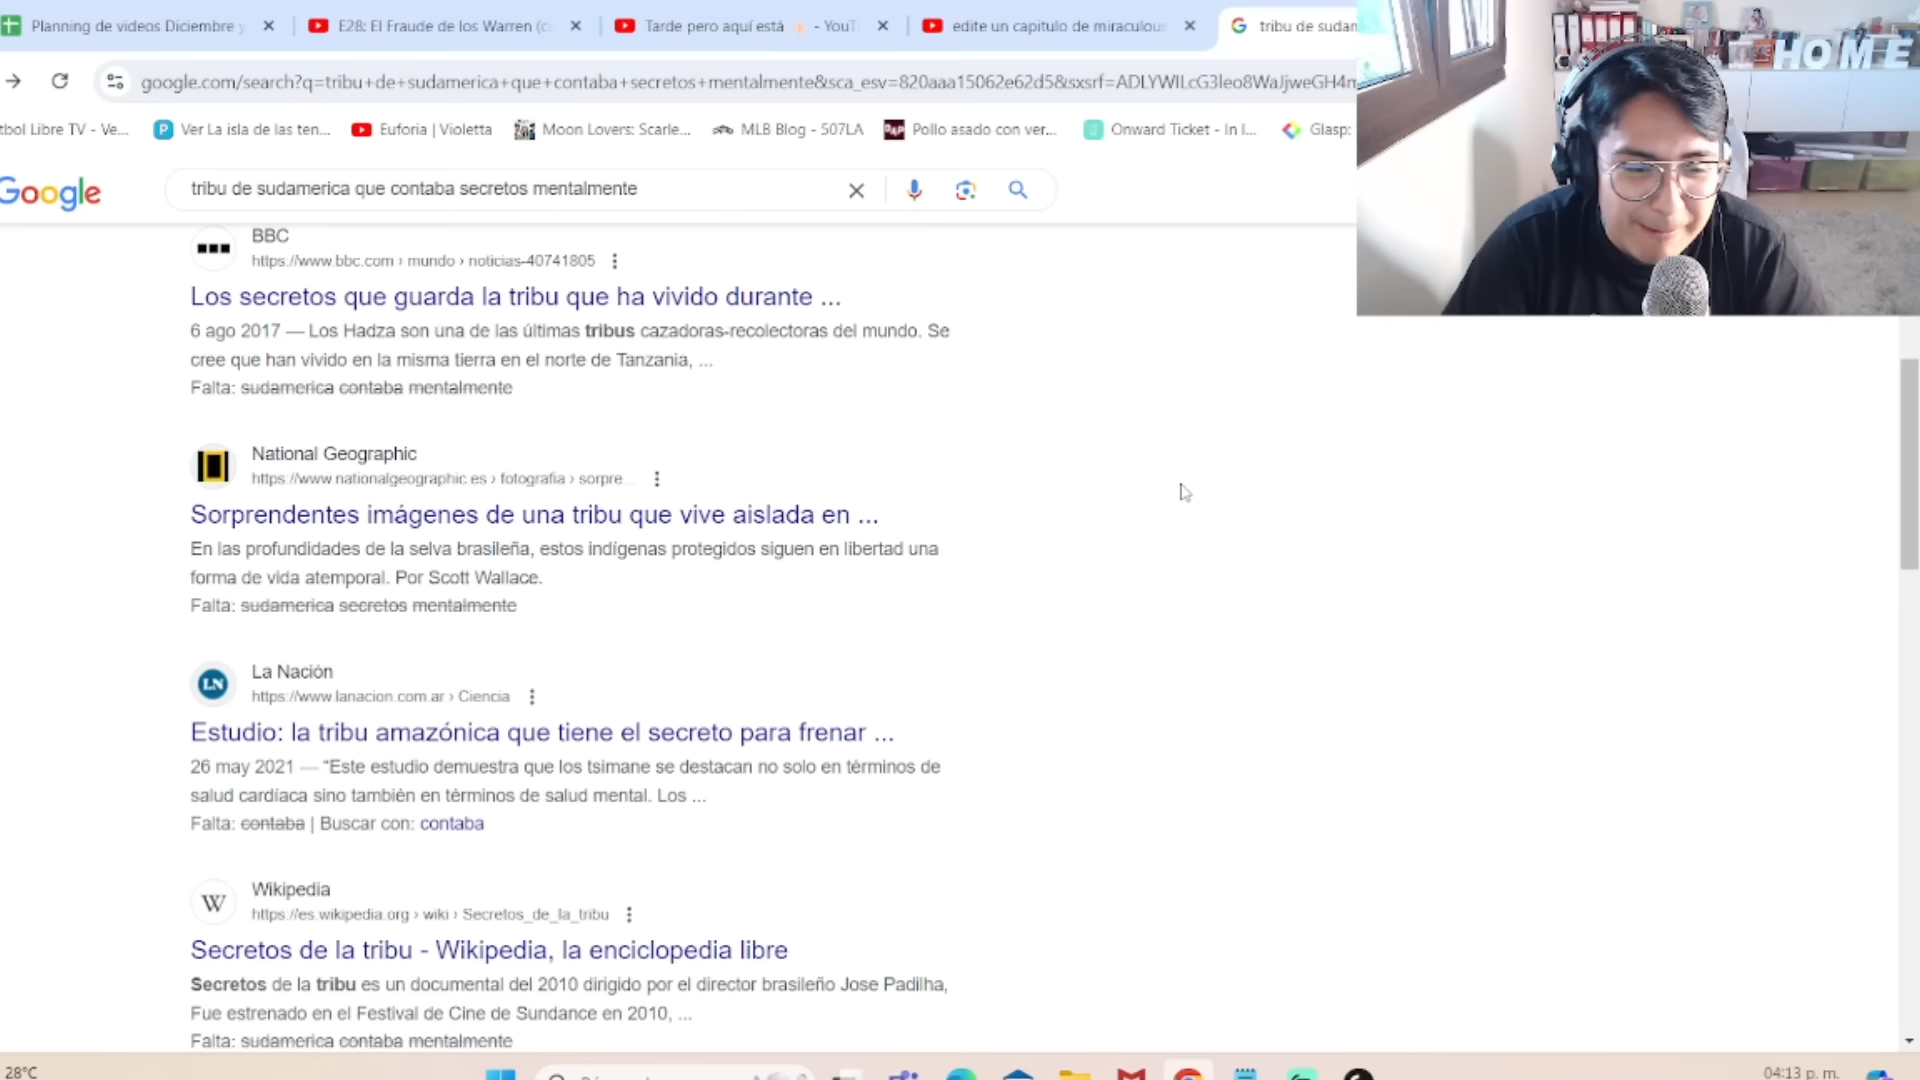 Planning de videos Diciembre y
E28: El Fraude de los Warren (c
Tarde pero aquí está - YouT
edite un capitulo de miraculous
tribu de sudam
google.com/search?q=tribu+de+sudamerica+que+contaba+secretos+mentalmente&sca_esv=820aaa15062e62d5&sxsrf=ADLYWILcG3leo8WaJjweGH4m
tbol Libre TV - Ve...
Ver La isla de las ten...
Euforia | Violetta
Moon Lovers: Scarle...
MLB Blog - 507LA
Pollo asado con ver...
Onward Ticket - In l...
Glasp:
HOME
Google
tribu de sudamerica que contaba secretos mentalmente
BBC
https://www.bbc.com › mundo › noticias-40741805
Los secretos que guarda la tribu que ha vivido durante ...
6 ago 2017 — Los Hadza son una de las últimas tribus cazadoras-recolectoras del mundo. Se
cree que han vivido en la misma tierra en el norte de Tanzania, ...
Falta: sudamerica contaba mentalmente
National Geographic
https://www.nationalgeographic.es › fotografia › sorpre...
Sorprendentes imágenes de una tribu que vive aislada en ...
En las profundidades de la selva brasileña, estos indígenas protegidos siguen en libertad una
forma de vida atemporal. Por Scott Wallace.
Falta: sudamerica secretos mentalmente
LN
La Nación
https://www.lanacion.com.ar › Ciencia
Estudio: la tribu amazónica que tiene el secreto para frenar ...
26 may 2021 — “Este estudio demuestra que los tsimane se destacan no solo en términos de
salud cardíaca sino también en términos de salud mental. Los ...
Falta: contaba | Buscar con: contaba
W
Wikipedia
https://es.wikipedia.org › wiki › Secretos_de_la_tribu
Secretos de la tribu - Wikipedia, la enciclopedia libre
Secretos de la tribu es un documental del 2010 dirigido por el director brasileño Jose Padilha,
Fue estrenado en el Festival de Cine de Sundance en 2010, ...
Falta: sudamerica contaba mentalmente
28°C
04:13 p. m.